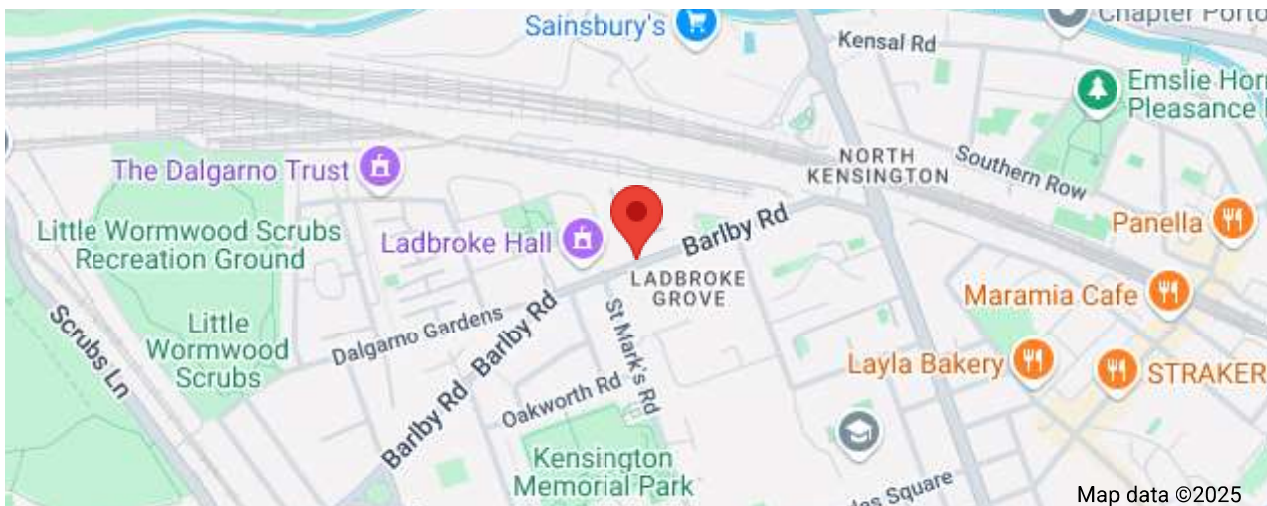 Sainsbury's
Chapter Porto
Kensal Rd
Emslie Hor
Pleasance
The Dalgarno Trust
NORTH
KENSINGTON
Southern Row
Little Wormwood Scrubs
Recreation Ground
Ladbroke Hall
Barlby Rd
Panella
LADBROKE
GROVE
Maramia Cafe
Scrubs Ln
Little
Wormwood
Scrubs
Dalgarno Gardens
Barlby Rd
St Mark's Rd
Layla Bakery
STRAKER
Barlby Rd
Oakworth Rd
Kensington
Memorial Park
Square
Map data ©2025